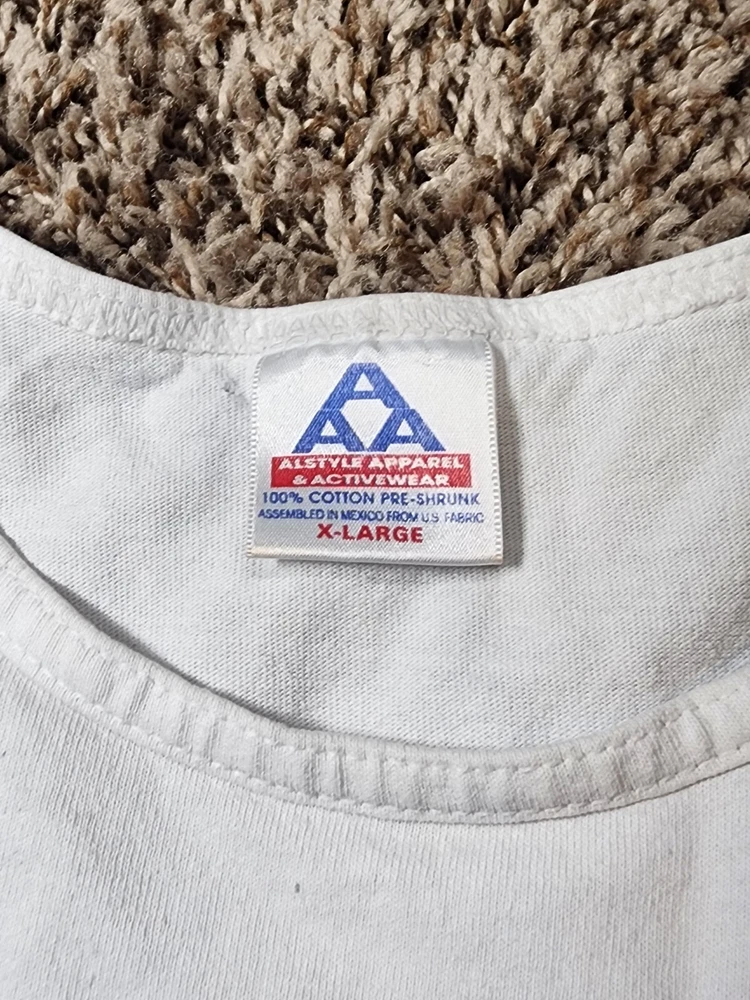 A
A A
ALSTYLE APPAREL
& ACTIVEWEAR
100% COTTON PRE-SHRUNK
ASSEMBLED IN MEXICO FROM U.S. FABRIC
X-LARGE